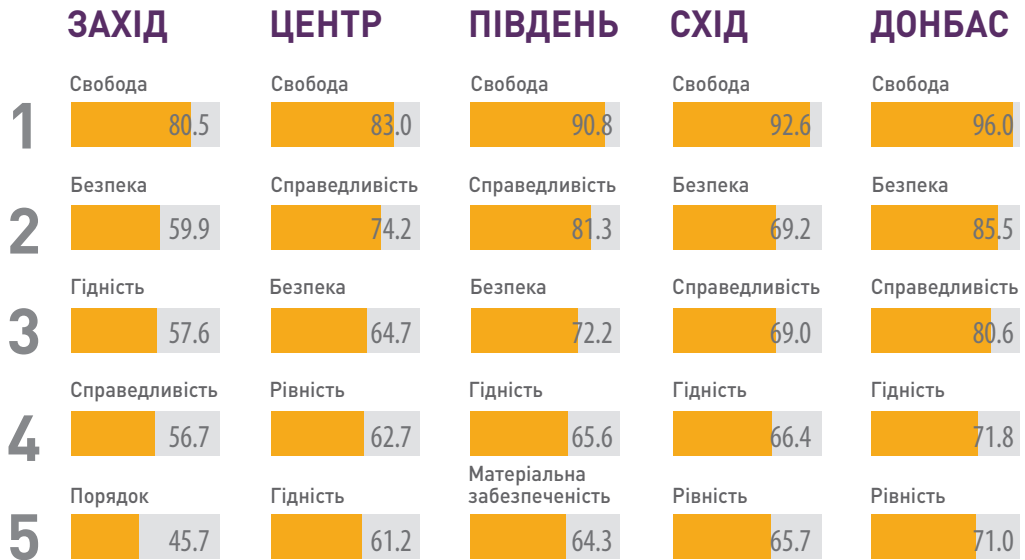 ЗАХІД ЦЕНТР ПІВДЕНЬ СХІД ДОНБАС
Свобода Свобода Свобода Свобода Свобода
1 80.5 83.0 90.8 92.6 96.0
Безпека Справедливість Справедливість Безпека Безпека
2 59.9 74.2 81.3 69.2 85.5
Гідність Безпека Безпека Справедливість Справедливість
3 57.6 64.7 72.2 69.0 80.6
Справедливість Рівність Гідність Гідність Гідність
4 56.7 62.7 65.6 66.4 71.8
Матеріальна
Порядок Гідність забезпеченість Рівність Рівність
5 45.7 61.2 64.3 65.7 71.0